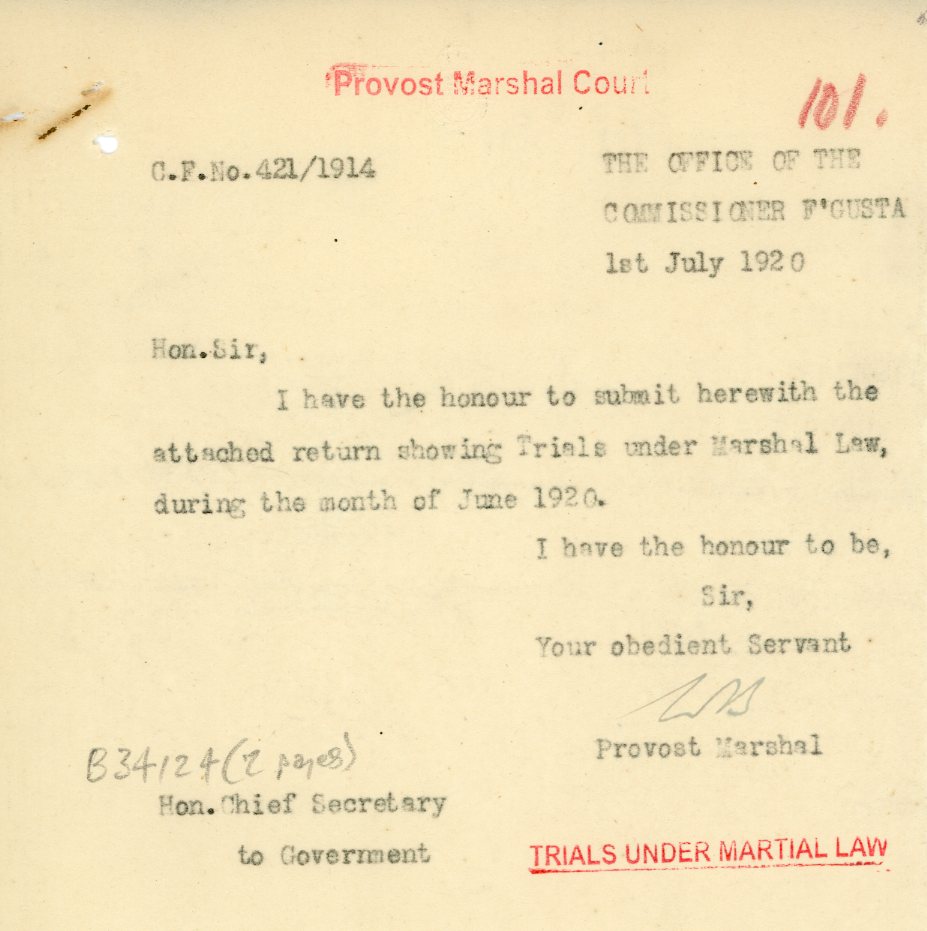 Provost Marshal Court
101.
C.F.No.421/1914
THE OFFICE OF THE
COMMISSIONER F'GUSTA
1st July 1920
Hon.Sir,
I have the honour to submit herewith the
attached return showing Trials under Marshal Law,
during the month of June 1920.
I have the honour to be,
Sir,
Your obedient Servant
Provost Marshal
B34124 (2 pages)
Hon.Chief Secretary
to Government
TRIALS UNDER MARTIAL LAW